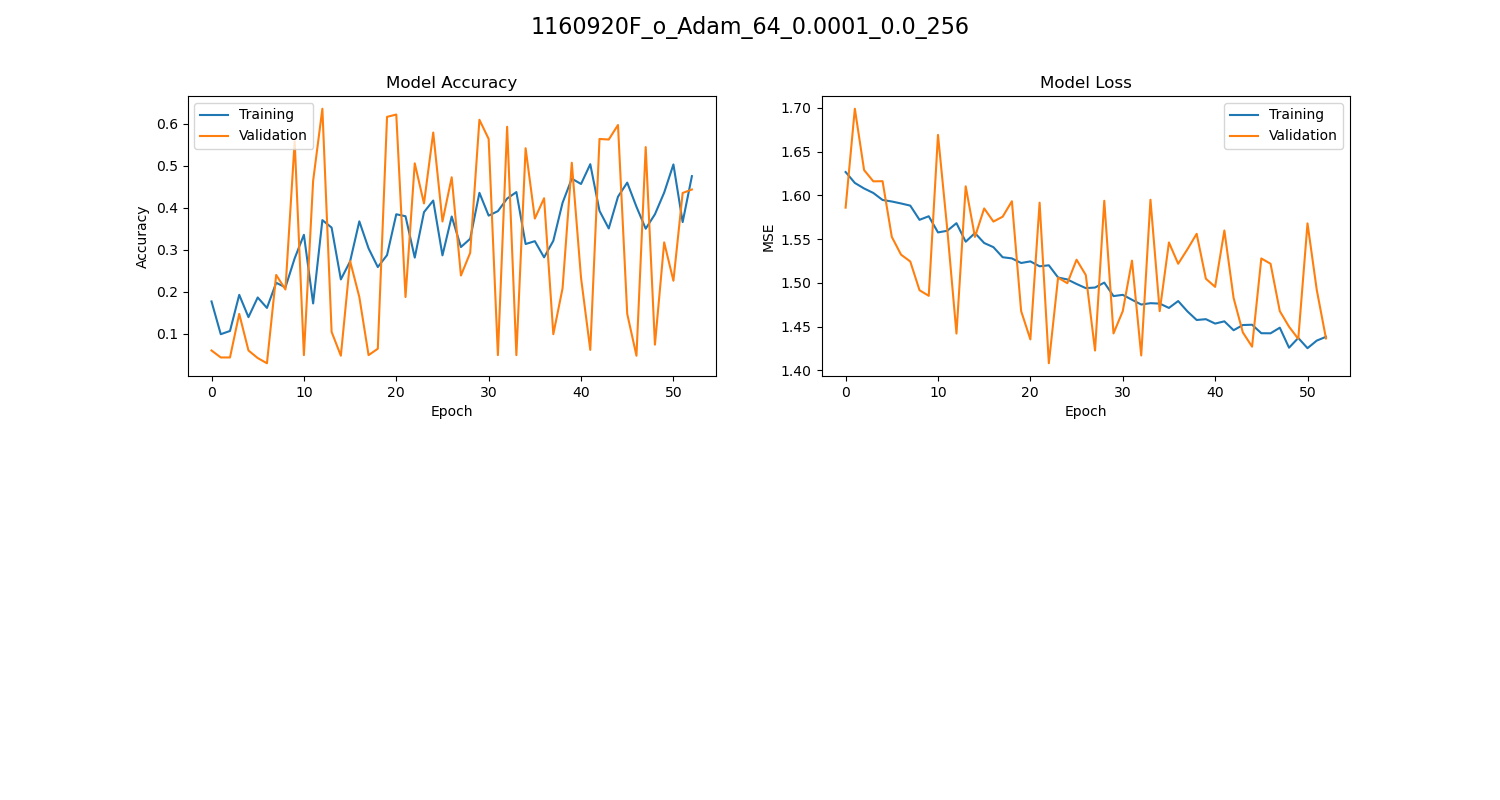 1160920F_o_Adam_64_0.0001_0.0_256
Model Accuracy
Training
Validation
0.6
0.5
0.4
0.3
0.2
0.1
Accuracy
0 10 20 30 40 50
Epoch
Model Loss
Training
Validation
1.70
1.65
1.60
1.55
1.50
1.45
1.40
MSE
0 10 20 30 40 50
Epoch